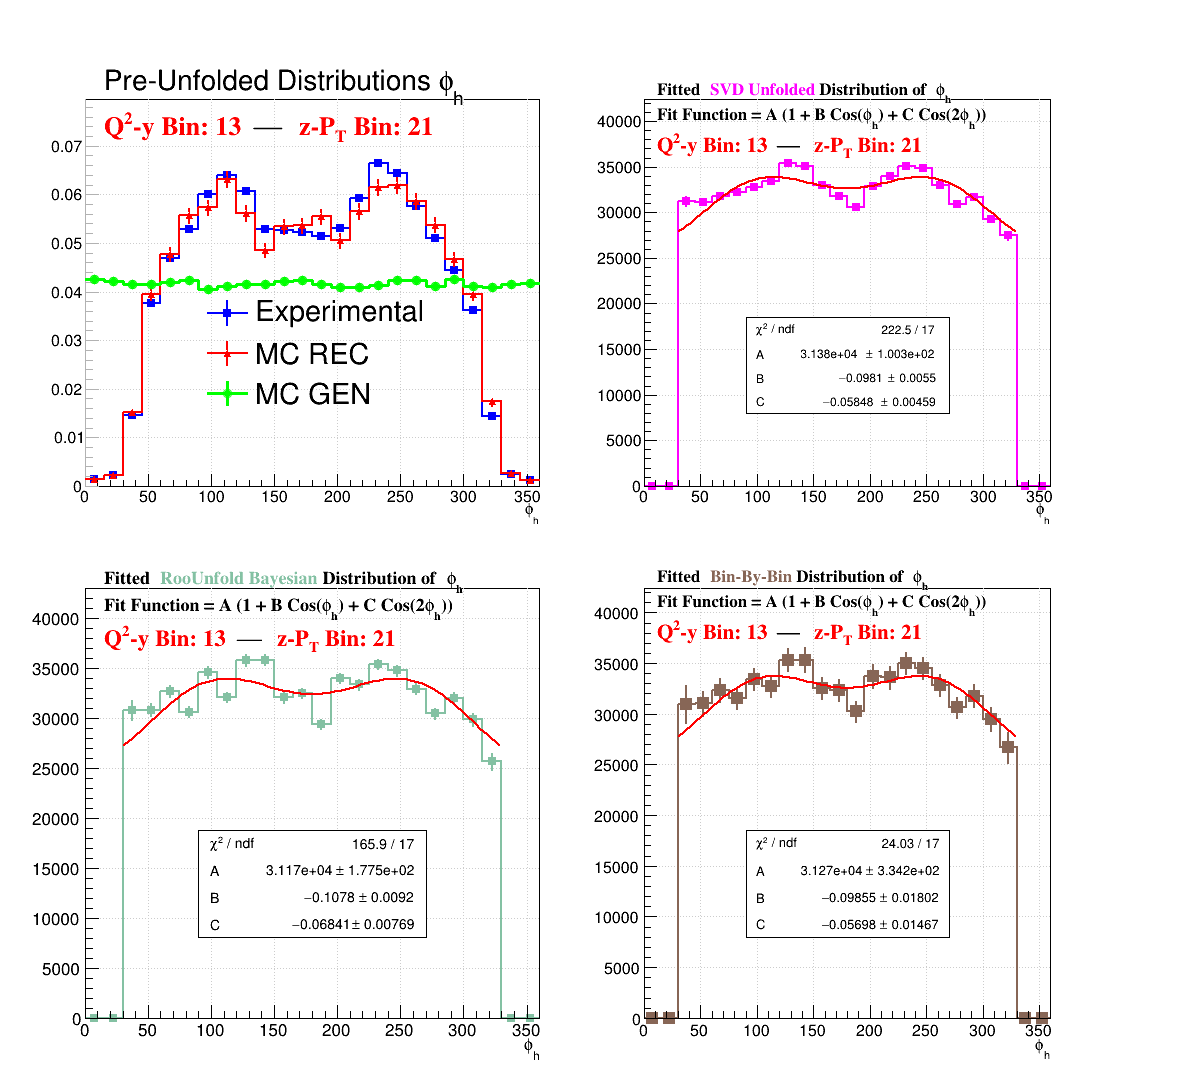 Pre-Unfolded Distributions ϕh
Q2-y Bin: 13 — z-PT Bin: 21
0.07
0.06
0.05
0.04
0.03
0.02
0.01
0
Experimental
MC REC
MC GEN
0 50 100 150 200 250 300 350
ϕh
Fitted SVD Unfolded Distribution of ϕh
Fit Function = A (1 + B Cos(ϕh) + C Cos(2ϕh))
Q2-y Bin: 13 — z-PT Bin: 21
40000
35000
30000
25000
20000
15000
10000
5000
0
χ2 / ndf 222.5 / 17
A 3.138e+04 ± 1.003e+02
B −0.0981 ± 0.0055
C −0.05848 ± 0.00459
0 50 100 150 200 250 300 350
ϕh
Fitted RooUnfold Bayesian Distribution of ϕh
Fit Function = A (1 + B Cos(ϕh) + C Cos(2ϕh))
Q2-y Bin: 13 — z-PT Bin: 21
40000
35000
30000
25000
20000
15000
10000
5000
0
χ2 / ndf 165.9 / 17
A 3.117e+04 ± 1.775e+02
B −0.1078 ± 0.0092
C −0.06841 ± 0.00769
0 50 100 150 200 250 300 350
ϕh
Fitted Bin-By-Bin Distribution of ϕh
Fit Function = A (1 + B Cos(ϕh) + C Cos(2ϕh))
Q2-y Bin: 13 — z-PT Bin: 21
40000
35000
30000
25000
20000
15000
10000
5000
0
χ2 / ndf 24.03 / 17
A 3.127e+04 ± 3.342e+02
B −0.09855 ± 0.01802
C −0.05698 ± 0.01467
0 50 100 150 200 250 300 350
ϕh